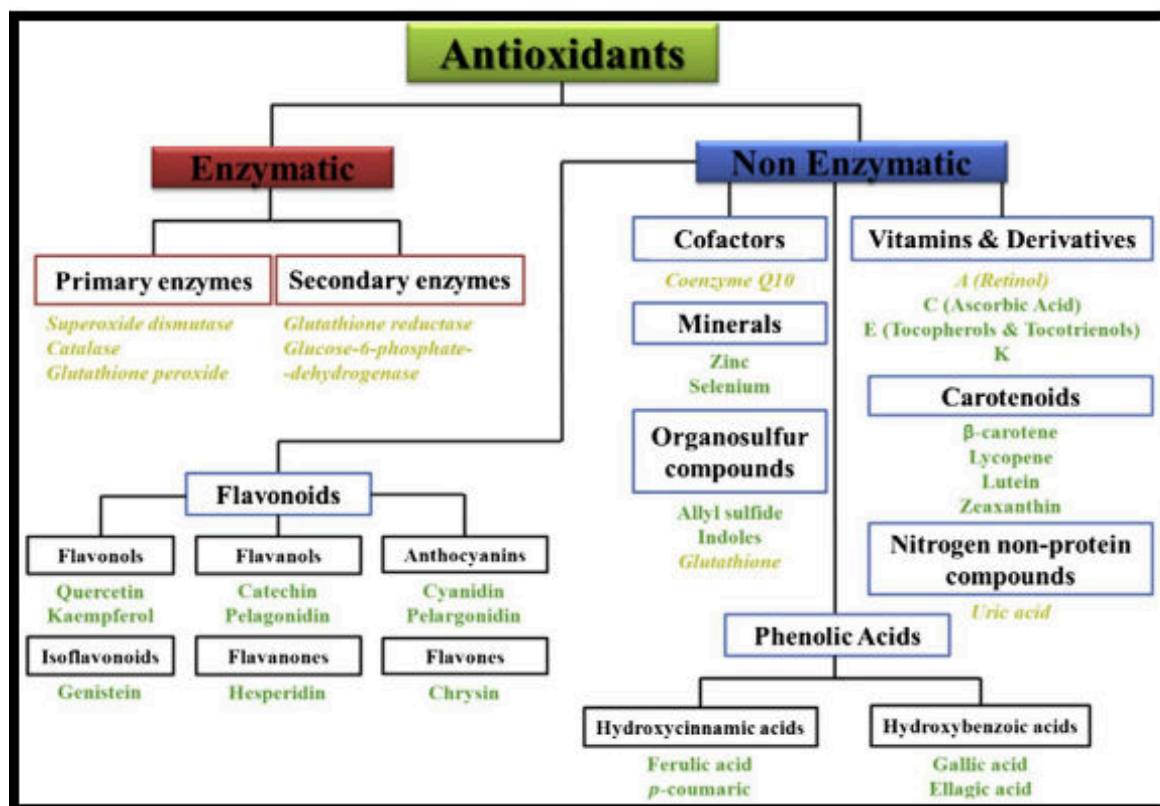 Antioxidants
Enzymatic
Non Enzymatic
Primary enzymes
Superoxide dismutase
Catalase
Glutathione peroxide
Secondary enzymes
Glutathione reductase
Glucose-6-phosphate-
-dehydrogenase
Cofactors
Coenzyme Q10
Minerals
Zinc
Selenium
Organosulfur
compounds
Allyl sulfide
Indoles
Glutathione
Vitamins & Derivatives
A (Retinol)
C (Ascorbic Acid)
E (Tocopherols & Tocotrienols)
K
Carotenoids
β-carotene
Lycopene
Lutein
Zeaxanthin
Nitrogen non-protein
compounds
Uric acid
Flavonoids
Flavonols
Quercetin
Kaempferol
Flavanols
Catechin
Pelagonidin
Anthocyanins
Cyanidin
Pelargonidin
Isoflavonoids
Genistein
Flavanones
Hesperidin
Flavones
Chrysin
Phenolic Acids
Hydroxycinnamic acids
Ferulic acid
p-coumaric
Hydroxybenzoic acids
Gallic acid
Ellagic acid